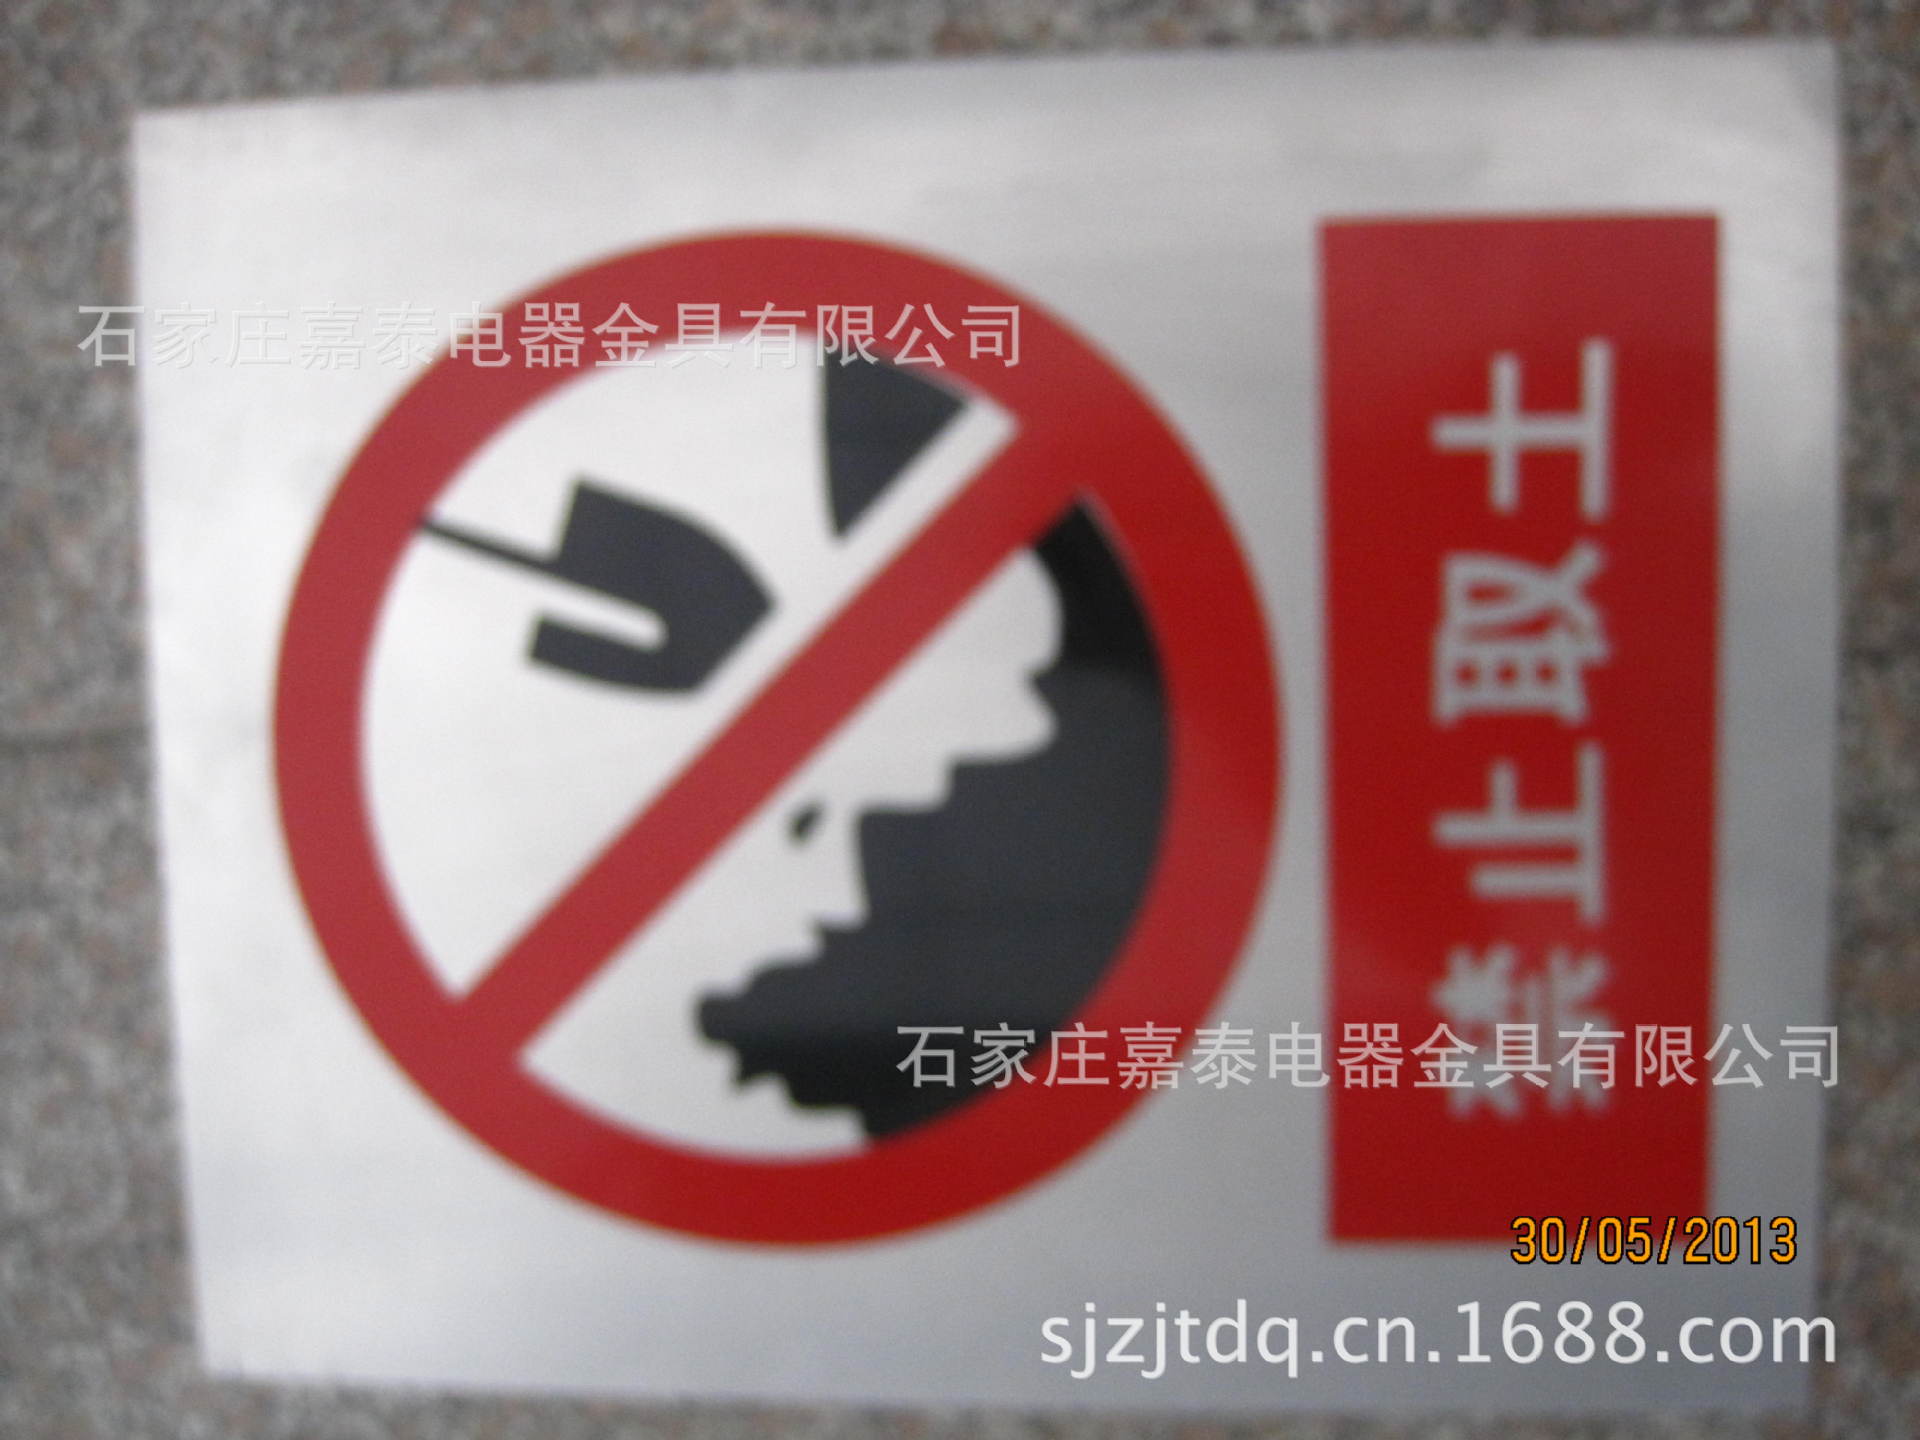 石家庄嘉泰电器金具有限公司
禁止取土
石家庄嘉泰电器金具有限公司
30/05/2013
sjzjtdq.cn.1688.com